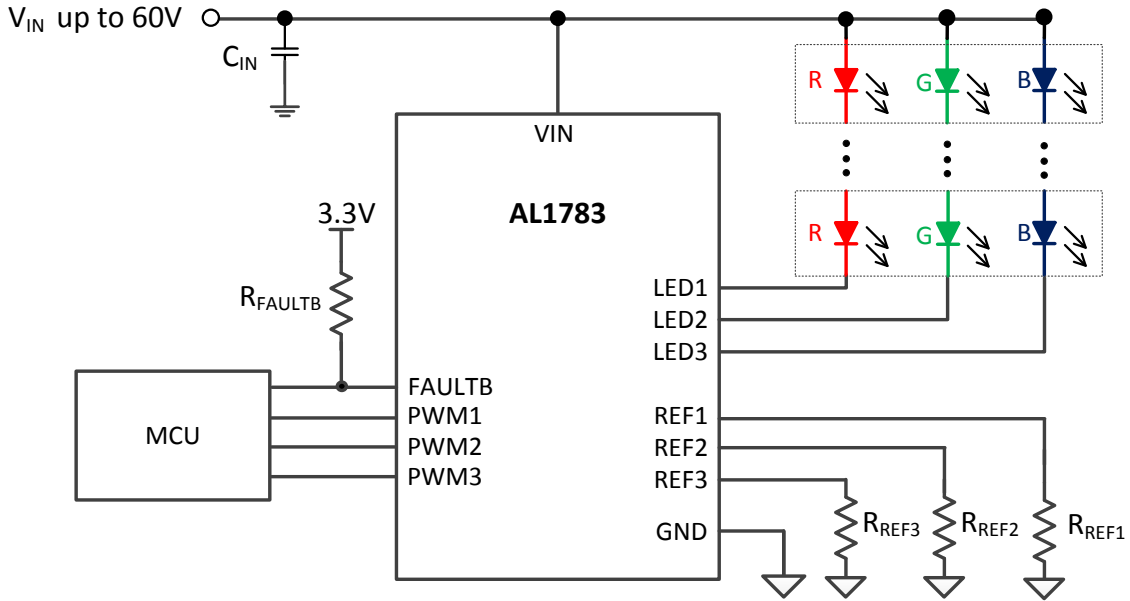 VIN up to 60V
CIN
VIN
R G B
AL1783
3.3V
R G B
RFAULTB
LED1
LED2
LED3
FAULTB
PWM1
PWM2
PWM3
MCU
REF1
REF2
REF3
GND
RREF3 RREF2 RREF1